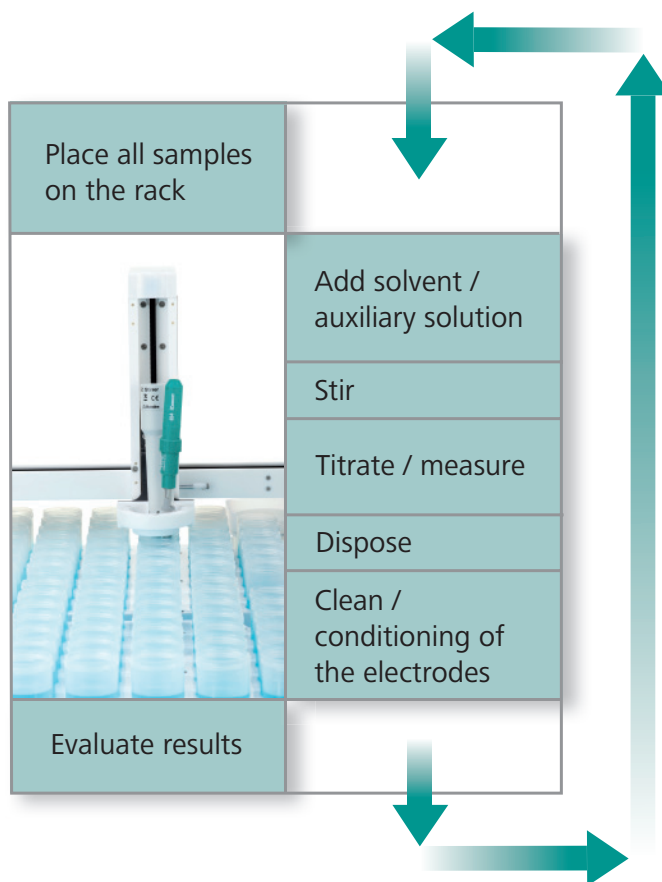 Place all samples
on the rack
Add solvent /
auxiliary solution
Stir
Titrate / measure
Dispose
Clean /
conditioning of
the electrodes
Evaluate results